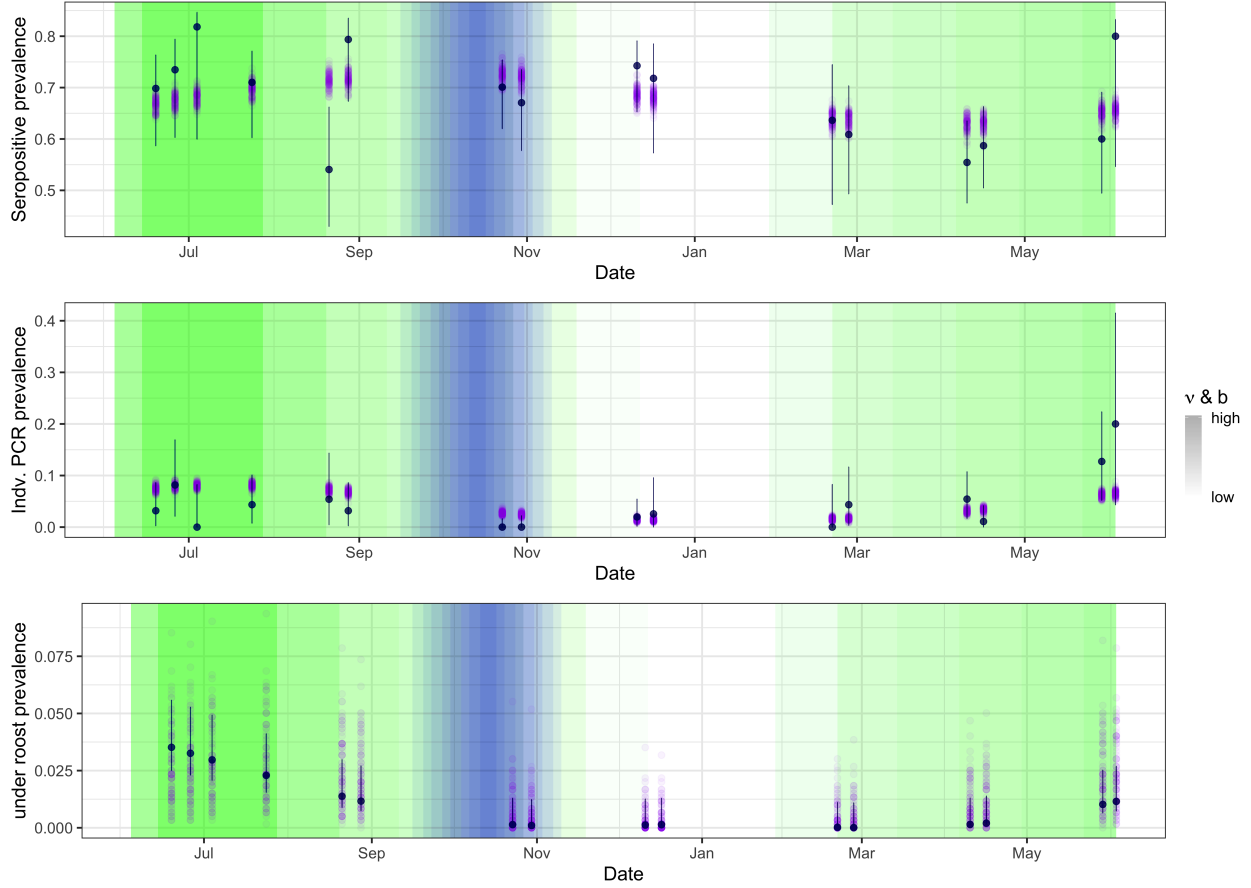 Seropositive prevalence
0.8
0.7
0.6
0.5
Jul Sep Nov Jan Mar May
Date
Indv. PCR prevalence
0.4
0.3
0.2
0.1
0.0
Jul Sep Nov Jan Mar May
Date
ν & b
high
low
under roost prevalence
0.075
0.050
0.025
0.000
Jul Sep Nov Jan Mar May
Date